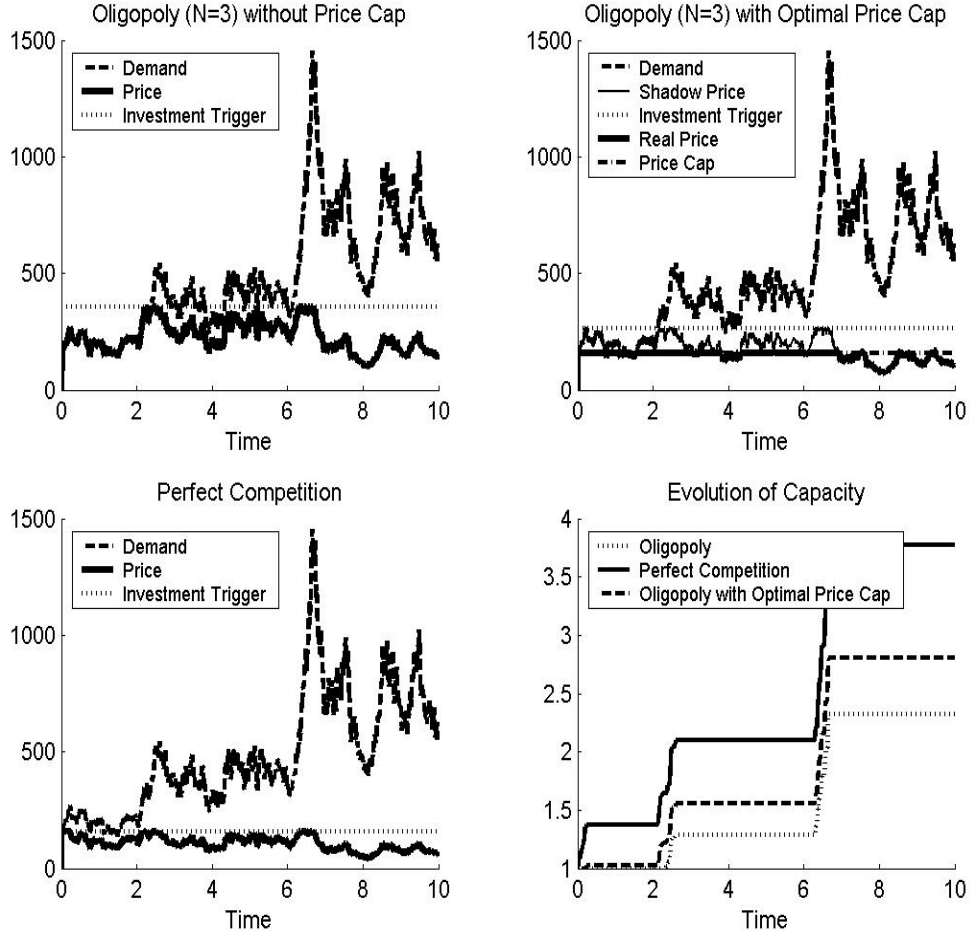 Oligopoly (N=3) without Price Cap
1500
1000
500
0
Demand
Price
Investment Trigger
0 2 4 6 8 10
Time
Oligopoly (N=3) with Optimal Price Cap
1500
1000
500
0
Demand
Shadow Price
Investment Trigger
Real Price
Price Cap
0 2 4 6 8 10
Time
Perfect Competition
1500
1000
500
0
Demand
Price
Investment Trigger
0 2 4 6 8 10
Time
Evolution of Capacity
4
3.5
3
2.5
2
1.5
1
Oligopoly
Perfect Competition
Oligopoly with Optimal Price Cap
0 2 4 6 8 10
Time